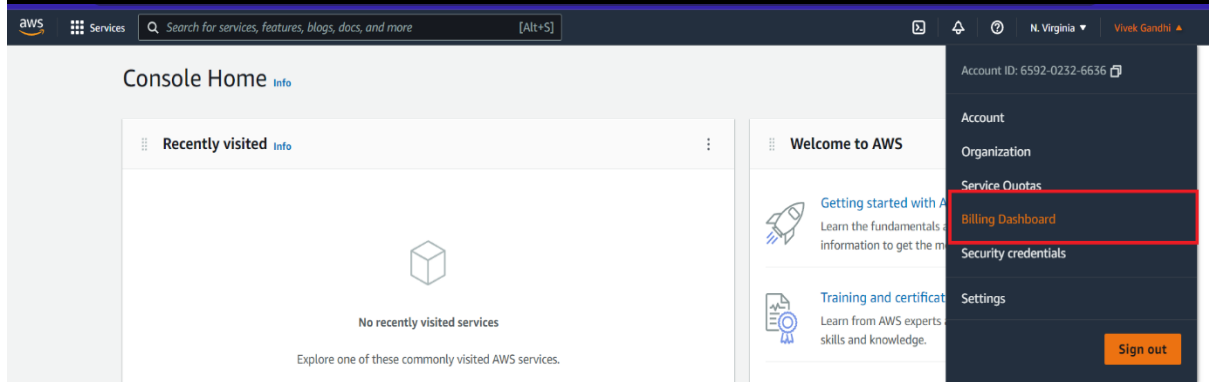 aws Services Search for services, features, blogs, docs, and more [Alt+S] N. Virginia ▼ Vivek Gandhi ▲
Account ID: 6592-0232-6636
Console Home Info
Recently visited Info
No recently visited services
Explore one of these commonly visited AWS services.
Welcome to AWS
Getting started with A
Learn the fundamentals a
information to get the m
Training and certificat
Learn from AWS experts
skills and knowledge.
Account
Organization
Service Quotas
Billing Dashboard
Security credentials
Settings
Sign out